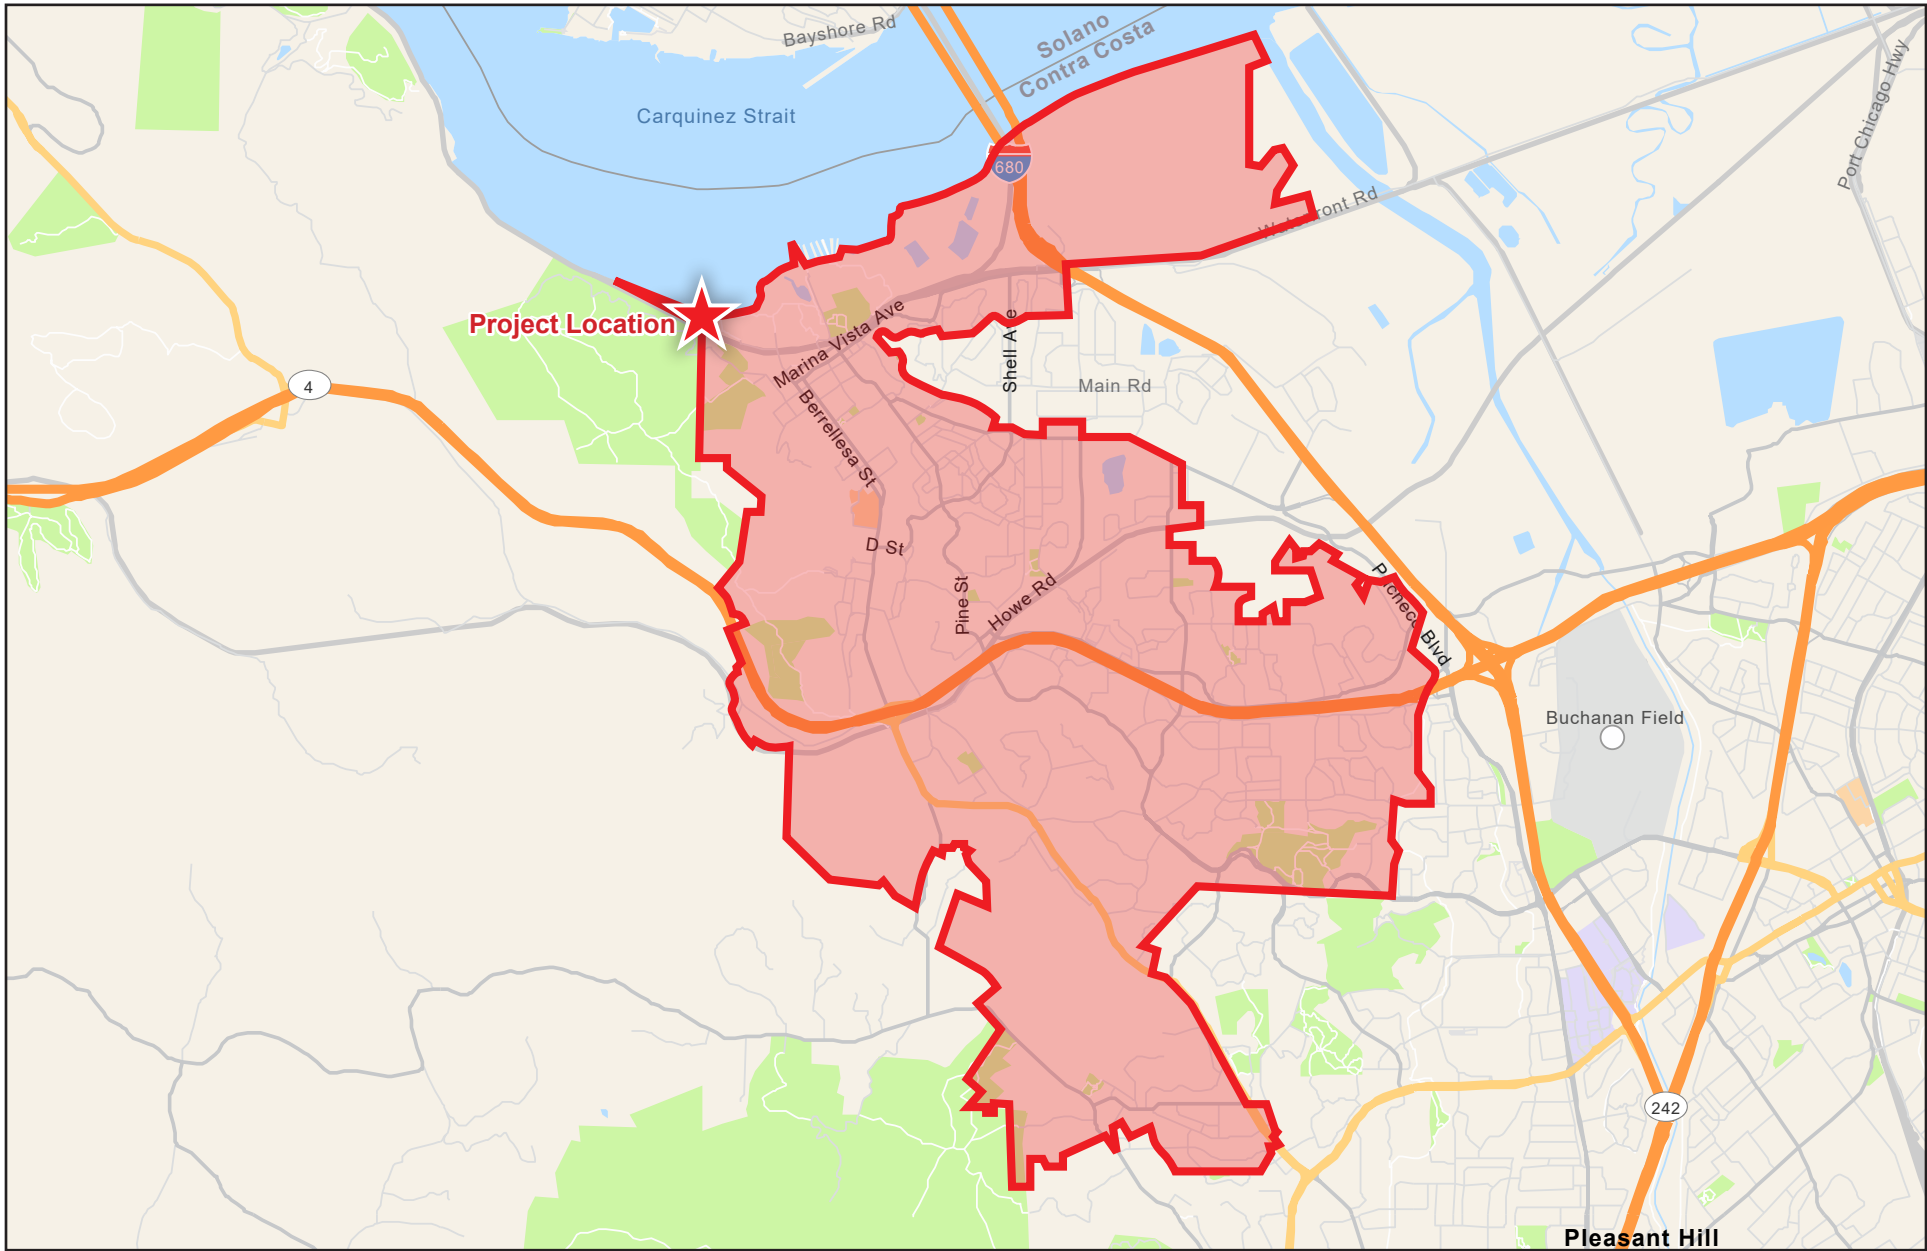 Bayshore Rd
Solano
Contra Costa
Carquinez Strait
680
Port Chicago Hwy
Waterfront Rd
Project Location
Marina Vista Ave
Shell Ave
Main Rd
4
Berrellesa St
D St
Pine St
Howe Rd
Pacheco Blvd
Buchanan Field
242
Pleasant Hill